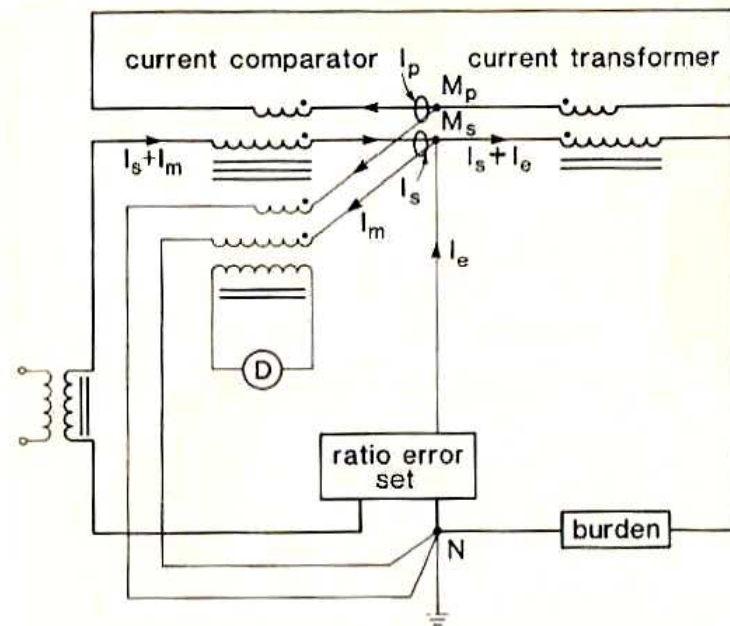 current comparator
I_p
current transformer
M_p
M_s
I_s+I_m
I_s
I_s+I_e
I_m
I_e
D
ratio error
set
burden
N